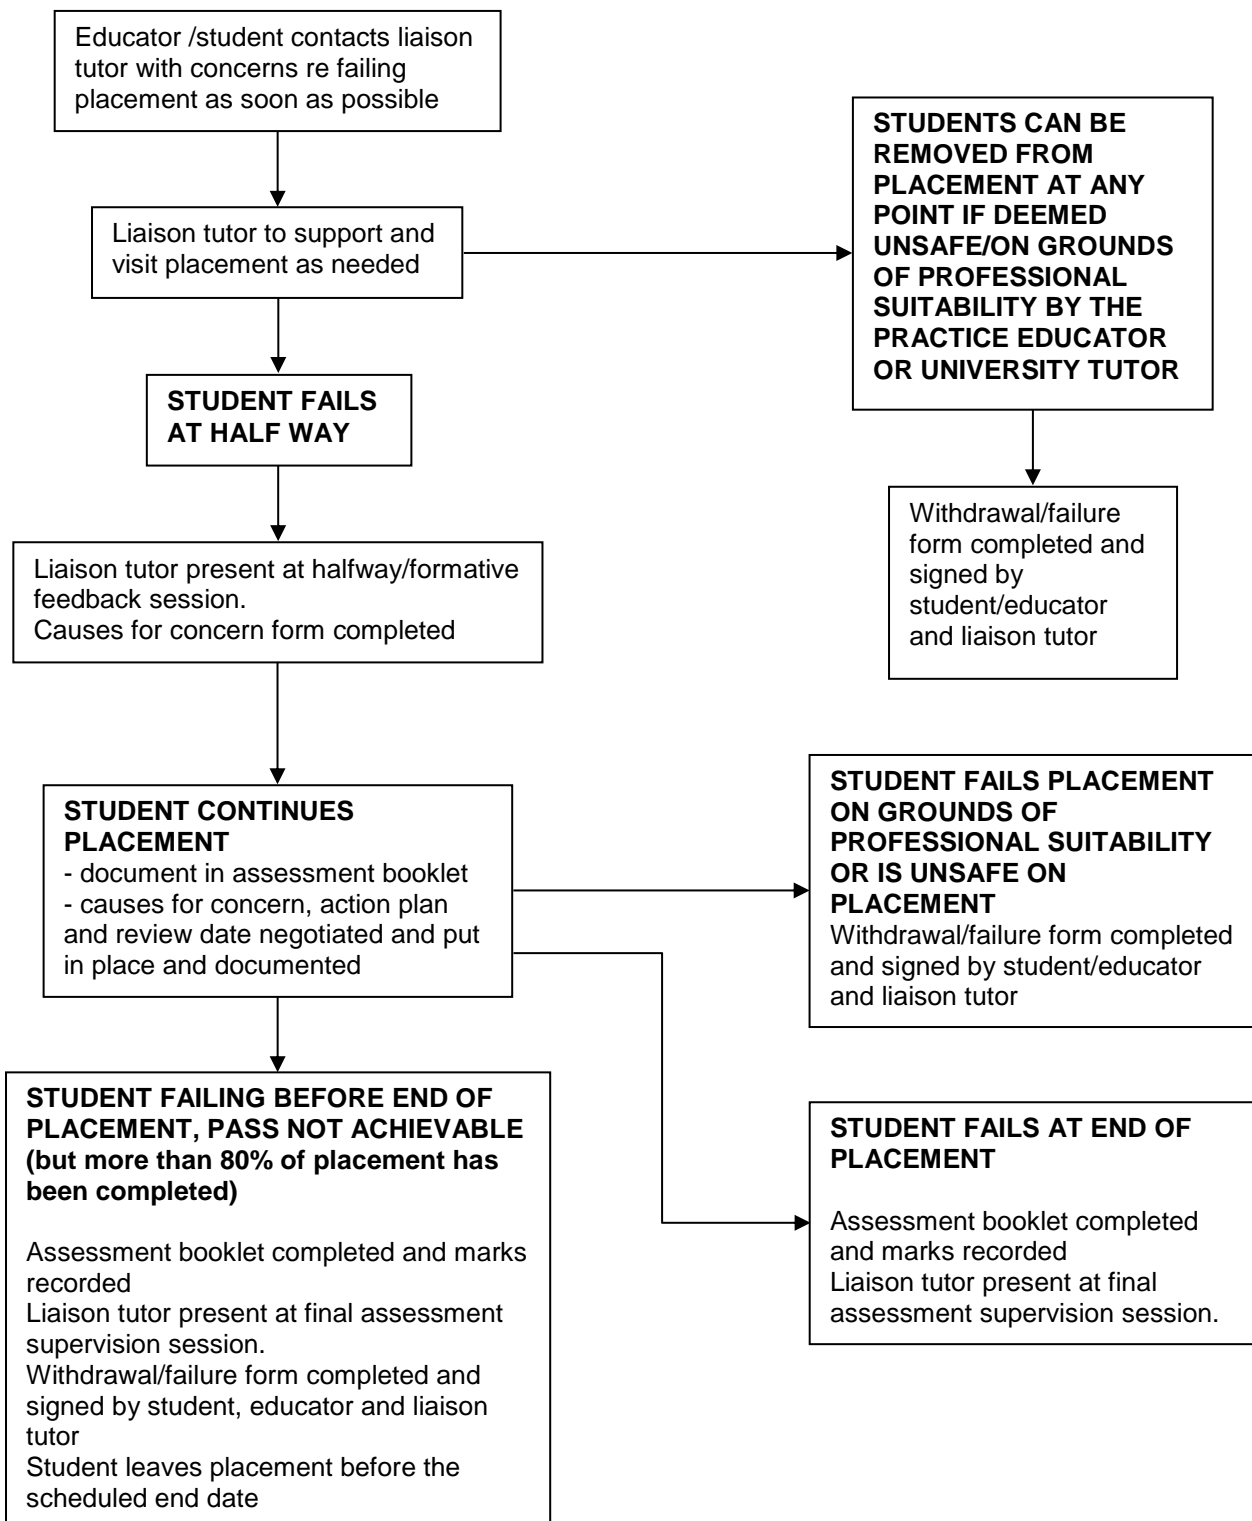 Educator /student contacts liaison
tutor with concerns re failing
placement as soon as possible
STUDENTS CAN BE
REMOVED FROM
PLACEMENT AT ANY
POINT IF DEEMED
UNSAFE/ON GROUNDS
OF PROFESSIONAL
SUITABILITY BY THE
PRACTICE EDUCATOR
OR UNIVERSITY TUTOR
Liaison tutor to support and
visit placement as needed
STUDENT FAILS
AT HALF WAY
Withdrawal/failure
form completed and
signed by
student/educator
and liaison tutor
Liaison tutor present at halfway/formative
feedback session.
Causes for concern form completed
STUDENT CONTINUES
PLACEMENT
- document in assessment booklet
- causes for concern, action plan
and review date negotiated and put
in place and documented
STUDENT FAILS PLACEMENT
ON GROUNDS OF
PROFESSIONAL SUITABILITY
OR IS UNSAFE ON
PLACEMENT
Withdrawal/failure form completed
and signed by student/educator
and liaison tutor
STUDENT FAILING BEFORE END OF
PLACEMENT, PASS NOT ACHIEVABLE
(but more than 80% of placement has
been completed)
Assessment booklet completed and marks
recorded
Liaison tutor present at final assessment
supervision session.
Withdrawal/failure form completed and
signed by student, educator and liaison
tutor
Student leaves placement before the
scheduled end date
STUDENT FAILS AT END OF
PLACEMENT
Assessment booklet completed
and marks recorded
Liaison tutor present at final
assessment supervision session.